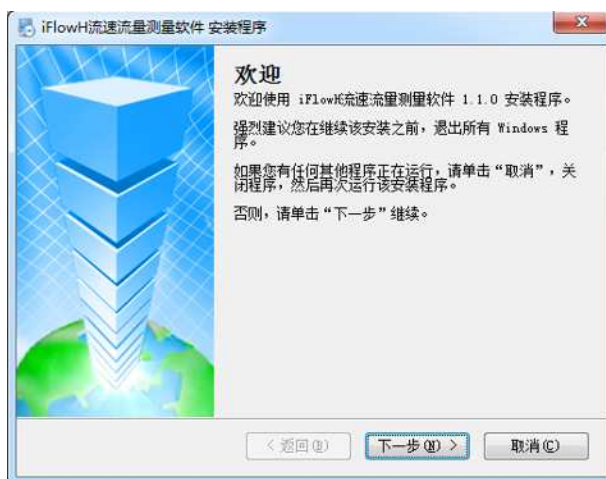 iFlowH流速流量测量软件 安装程序
欢迎
欢迎使用 iFlowH流速流量测量软件 1.1.0 安装程序。
强烈建议您在继续该安装之前，退出所有 Windows 程
序。
如果您有任何其他程序正在运行，请单击“取消”，关
闭程序，然后再次运行该安装程序。
否则，请单击“下一步”继续。
< 返回(B)
下一步(N) >
取消(C)